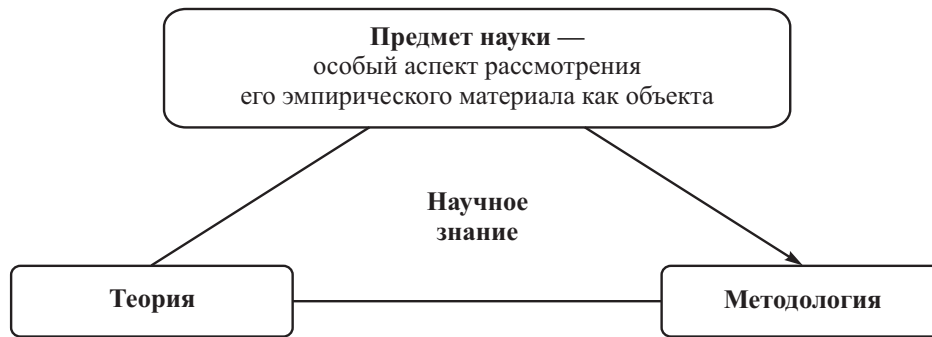 Предмет науки —
особый аспект рассмотрения
его эмпирического материала как объекта
Научное
знание
Теория
Методология